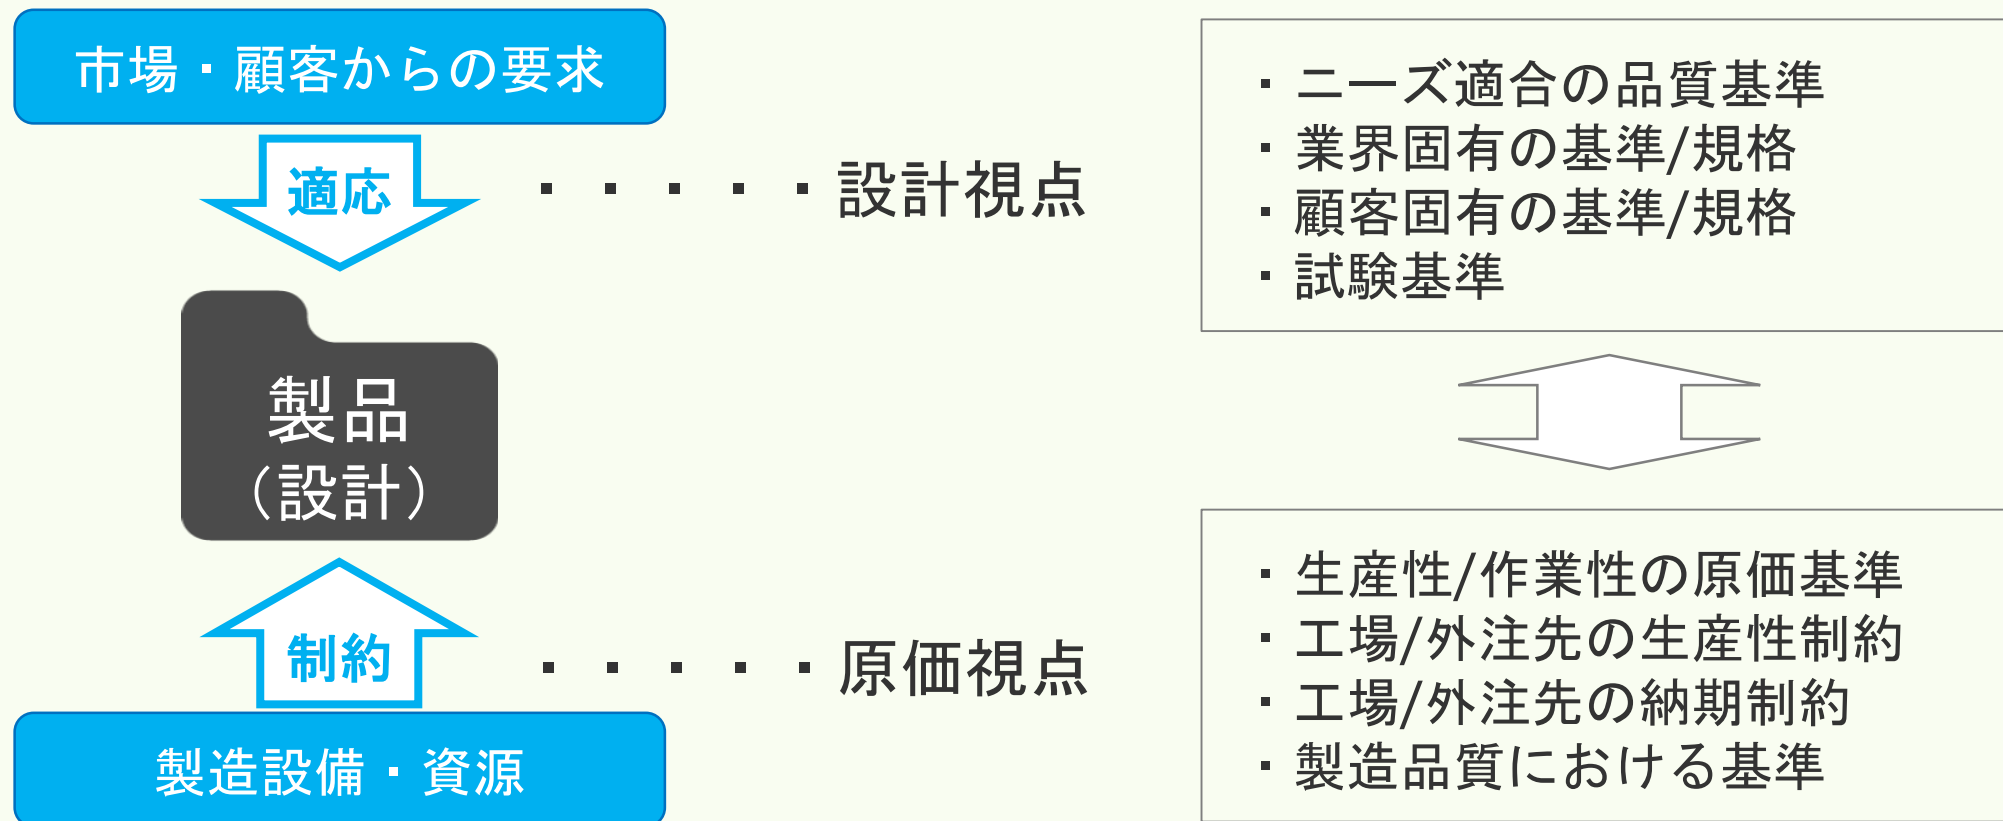 市場・顧客からの要求
適応
・・・・・設計視点
製品
（設計）
制約
・・・・・原価視点
製造設備・資源
・ニーズ適合の品質基準
・業界固有の基準/規格
・顧客固有の基準/規格
・試験基準
・生産性/作業性の原価基準
・工場/外注先の生産性制約
・工場/外注先の納期制約
・製造品質における基準